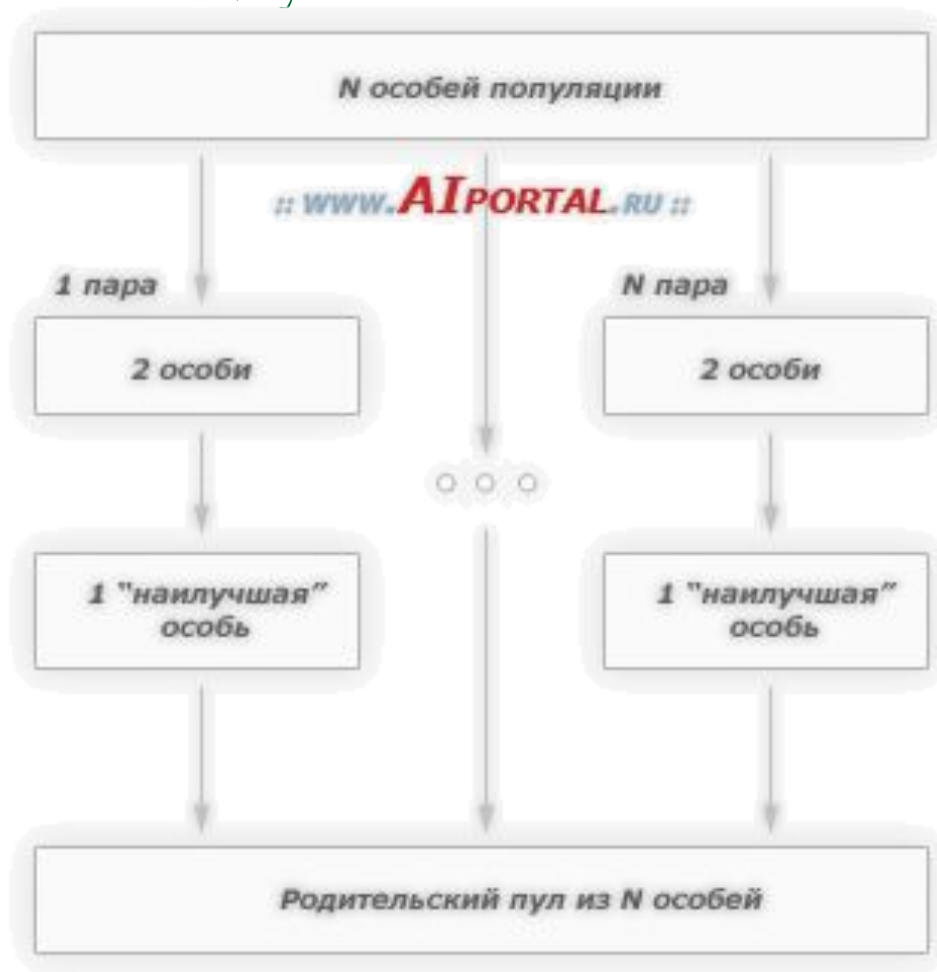 N особей популяции
:: WWW.AIPORTAL.RU ::
1 пара
N пара
2 особи
2 особи
1 "наилучшая"
особь
1 "наилучшая"
особь
Родительский пул из N особей